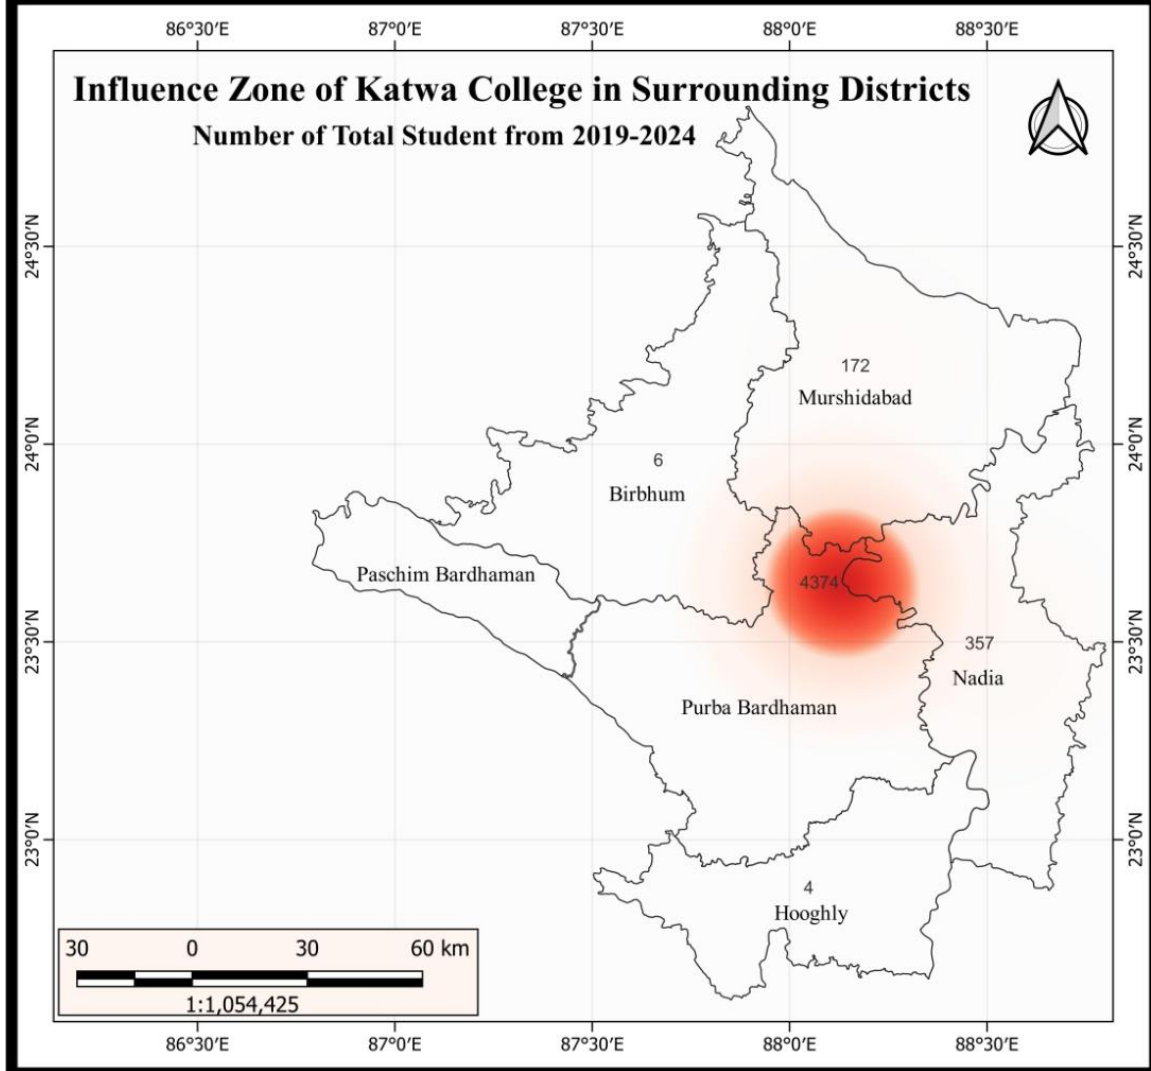 86°30'E 87°0'E 87°30'E 88°0'E 88°30'E
Influence Zone of Katwa College in Surrounding Districts
Number of Total Student from 2019-2024
24°30'N 24°30'N
172
Murshidabad
24°0'N 24°0'N
6
Birbhum
Paschim Bardhaman
4374
23°30'N 23°30'N
357
Nadia
Purba Bardhaman
23°0'N 23°0'N
4
Hooghly
30 0 30 60 km
1:1,054,425
86°30'E 87°0'E 87°30'E 88°0'E 88°30'E